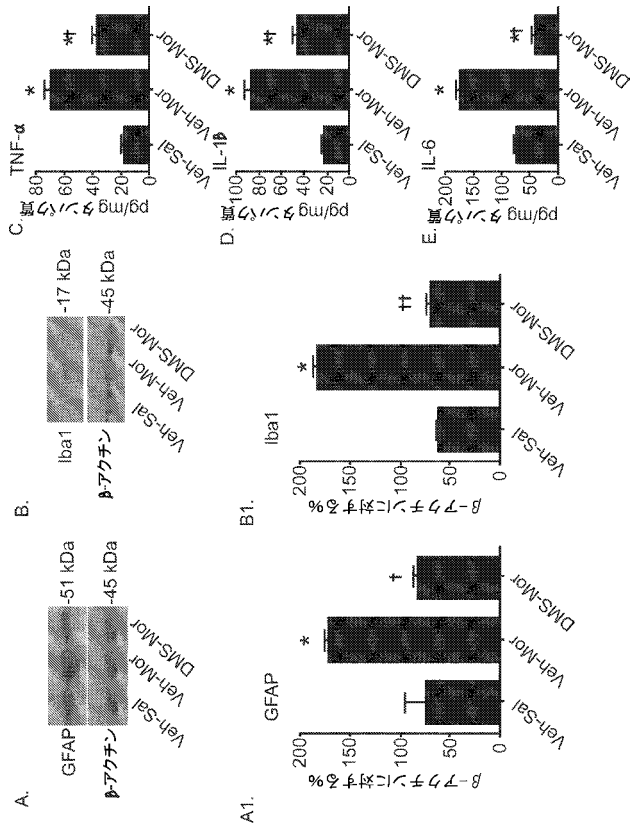 A.
GFAP
-51 kDa
β-アクチン
-45 kDa
Veh-Sal
Veh-Mor
DMS-Mor
B.
Iba1
-17 kDa
β-アクチン
-45 kDa
Veh-Sal
Veh-Mor
DMS-Mor
A1.
GFAP
β-アクチンに対する%
200
150
100
50
0
*
†
Veh-Sal
Veh-Mor
DMS-Mor
B1.
Iba1
β-アクチンに対する%
200
150
100
50
0
*
††
Veh-Sal
Veh-Mor
DMS-Mor
C.
TNF-α
pg/mg タンパク質
80
60
40
20
0
*
*†
Veh-Sal
Veh-Mor
DMS-Mor
D.
IL-1β
pg/mg タンパク質
100
80
60
40
20
0
*
*†
Veh-Sal
Veh-Mor
DMS-Mor
E.
IL-6
pg/mg タンパク質
200
150
100
50
0
*
Veh-Sal
Veh-Mor
DMS-Mor